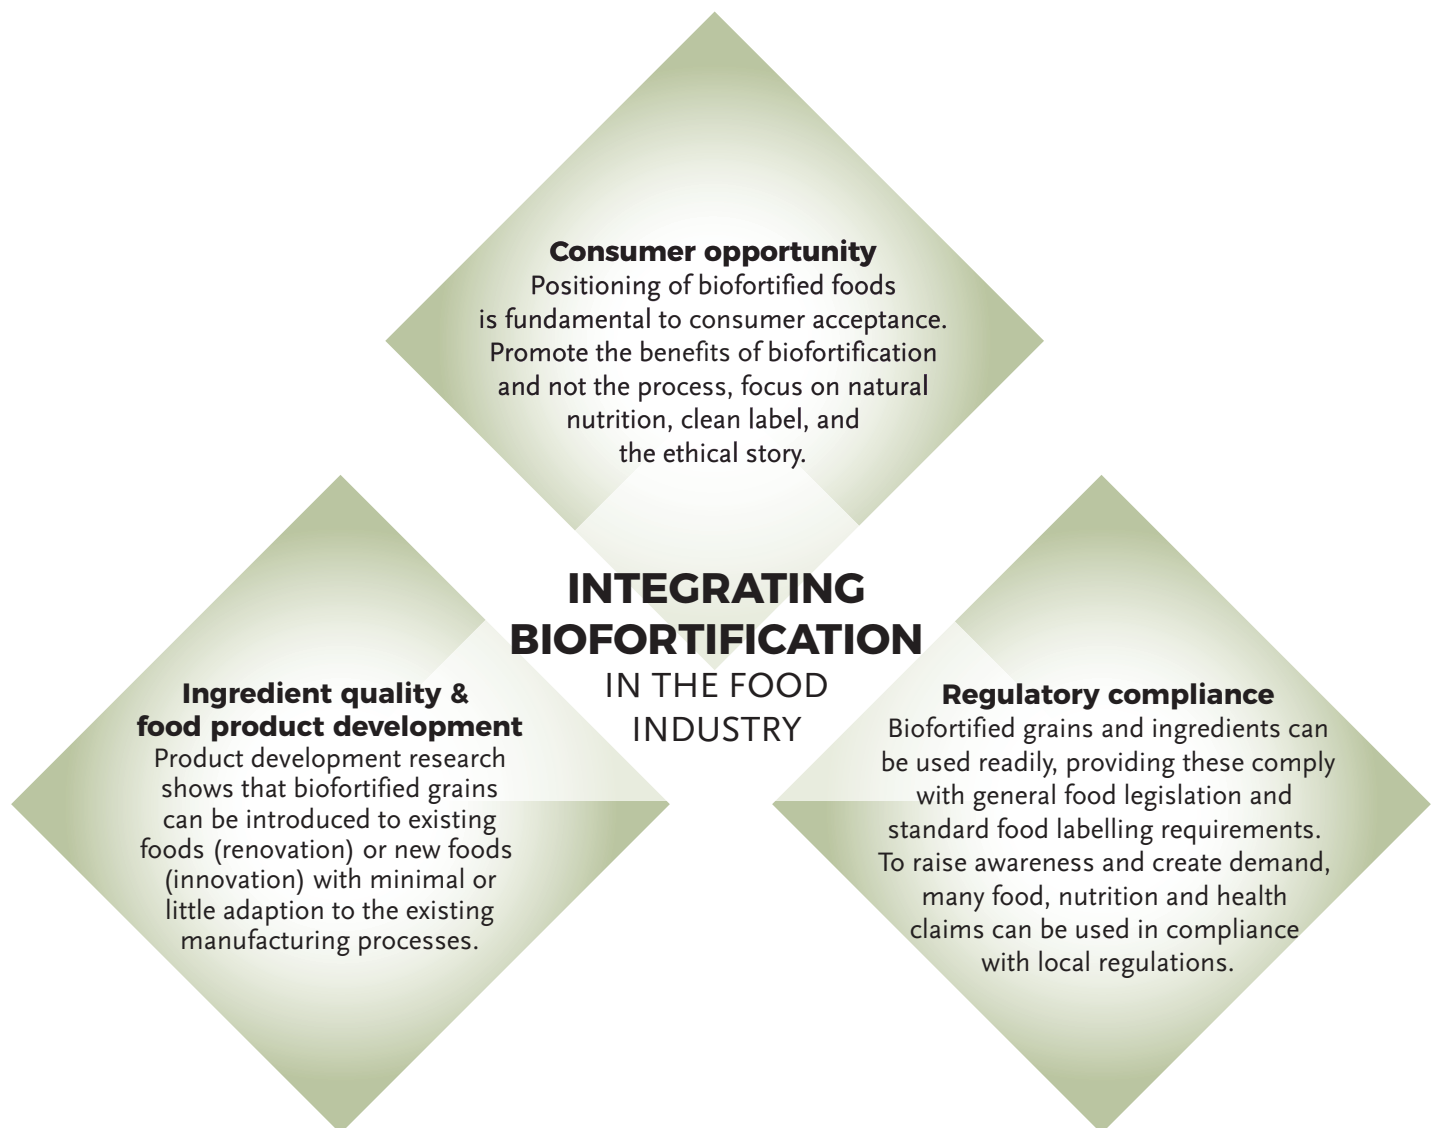 Consumer opportunity
Positioning of biofortified foods
is fundamental to consumer acceptance.
Promote the benefits of biofortification
and not the process, focus on natural
nutrition, clean label, and
the ethical story.
INTEGRATING
BIOFORTIFICATION
IN THE FOOD
INDUSTRY
Ingredient quality &
food product development
Product development research
shows that biofortified grains
can be introduced to existing
foods (renovation) or new foods
(innovation) with minimal or
little adaption to the existing
manufacturing processes.
Regulatory compliance
Biofortified grains and ingredients can
be used readily, providing these comply
with general food legislation and
standard food labelling requirements.
To raise awareness and create demand,
many food, nutrition and health
claims can be used in compliance
with local regulations.